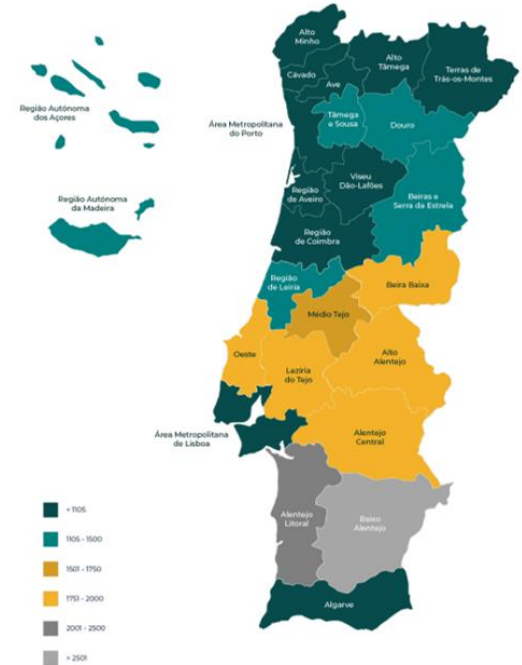 Alto
Minho
Cávado
Ave
Alto
Tâmega
Terras de
Trás-os-Montes
Região Autónoma
dos Açores
Área Metropolitana
do Porto
Tâmega
e Sousa
Douro
Região Autónoma
da Madeira
Região
de Aveiro
Viseu
Dão-Lafões
Beiras e
Serra da Estrela
Região
de Coimbra
Região
de Leiria
Beira Baixa
Médio Tejo
Oeste
Lezíria
do Tejo
Alto
Alentejo
Área Metropolitana
de Lisboa
Alentejo
Central
Alentejo
Litoral
Baixo
Alentejo
Algarve
< 1105
1105 - 1500
1501 - 1750
1751 - 2000
2001 - 2500
> 2501